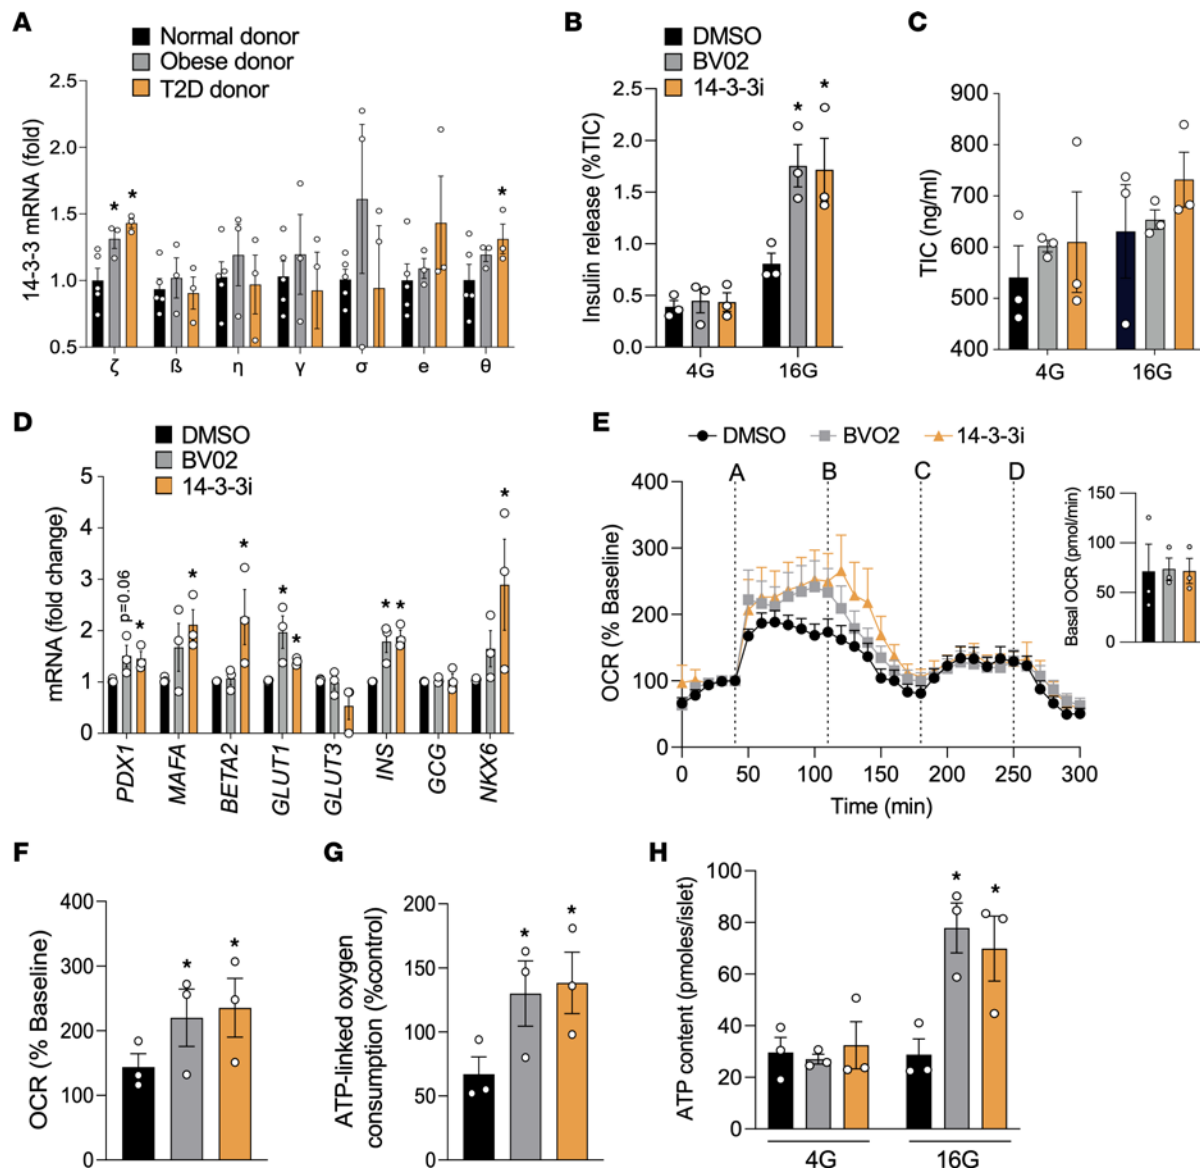 A
Normal donor
Obese donor
T2D donor
14-3-3 mRNA (fold)
2.5
2.0
1.5
1.0
0.5
* * *
ζ ß η γ σ e θ
B
DMSO
BV02
14-3-3i
Insulin release (%TIC)
2.5
2.0
1.5
1.0
0.5
0.0
* *
4G 16G
C
TIC (ng/ml)
900
800
700
600
500
400
4G 16G
D
DMSO
BV02
14-3-3i
mRNA (fold change)
5
4
3
2
1
0
p=0.06
* * * * * * * *
PDX1 MAFA BETA2 GLUT1 GLUT3 INS GCG NKX6
E
DMSO BVO2 14-3-3i
A B C D
OCR (% Baseline)
400
300
200
100
0
0 50 100 150 200 250 300
Time (min)
Basal OCR (pmol/min)
150
100
50
0
F
OCR (% Baseline)
400
300
200
100
0
* *
G
ATP-linked oxygen
consumption (%control)
200
150
100
50
0
* *
H
ATP content (pmoles/islet)
100
80
60
40
20
0
* *
4G 16G